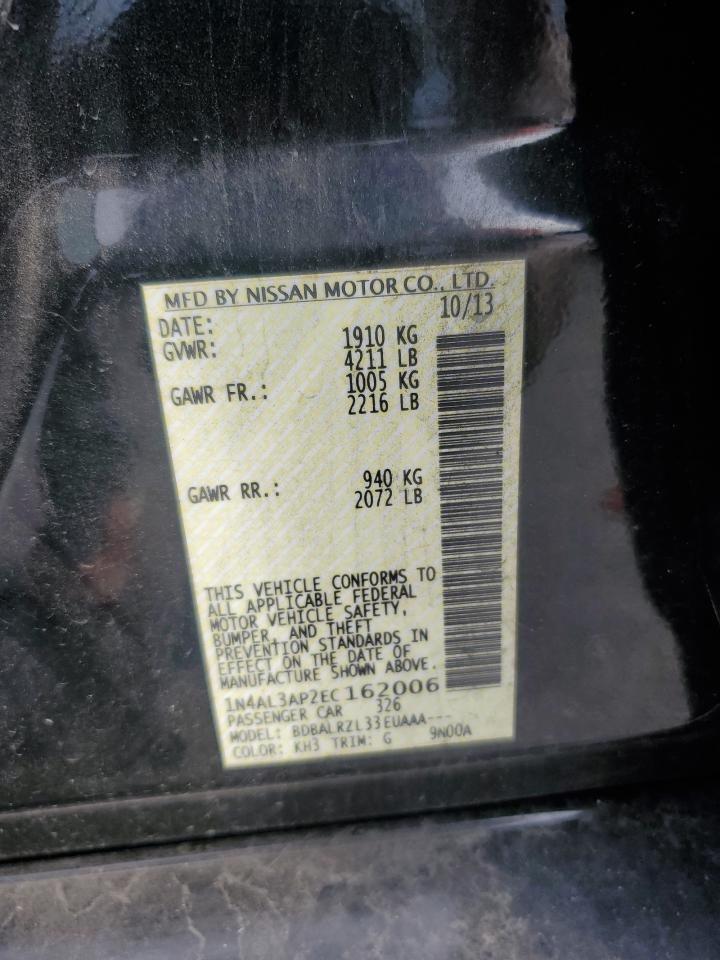 MFD BY NISSAN MOTOR CO., LTD.
DATE: 10/13
GVWR: 1910 KG
4211 LB
GAWR FR.: 1005 KG
2216 LB
GAWR RR.: 940 KG
2072 LB
THIS VEHICLE CONFORMS TO
ALL APPLICABLE FEDERAL
MOTOR VEHICLE SAFETY,
BUMPER, AND THEFT
PREVENTION STANDARDS IN
EFFECT ON THE DATE OF
MANUFACTURE SHOWN ABOVE.
1N4AL3AP2EC162006
PASSENGER CAR 326
MODEL: BDBALRZL33EUAAA---
COLOR: KH3 TRIM: G 9N00A